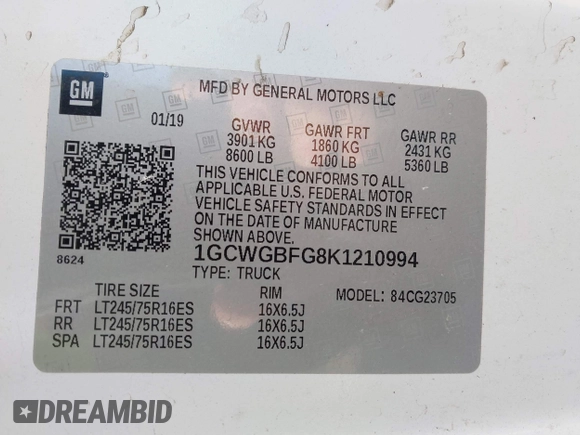 GM
MFD BY GENERAL MOTORS LLC
01/19
GVWR
3901 KG
8600 LB
GAWR FRT
1860 KG
4100 LB
GAWR RR
2431 KG
5360 LB
THIS VEHICLE CONFORMS TO ALL
APPLICABLE U.S. FEDERAL MOTOR
VEHICLE SAFETY STANDARDS IN EFFECT
ON THE DATE OF MANUFACTURE
SHOWN ABOVE.
8624
1GCWGBFG8K1210994
TYPE: TRUCK
TIRE SIZE RIM MODEL: 84CG23705
FRT LT245/75R16ES 16X6.5J
RR LT245/75R16ES 16X6.5J
SPA LT245/75R16ES 16X6.5J
DREAMBID